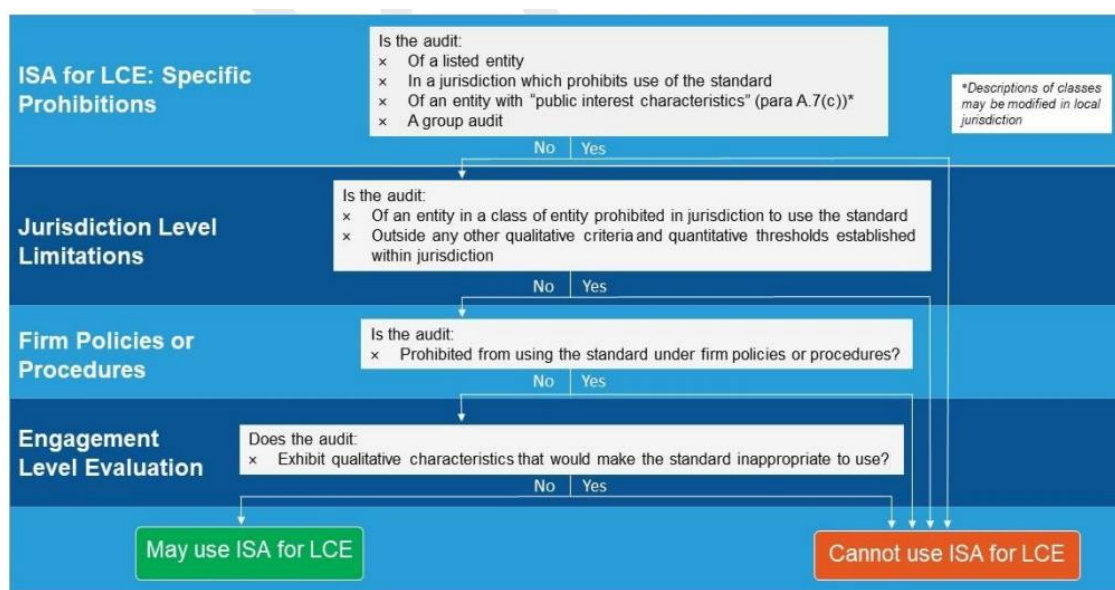 ISA for LCE: Specific
Prohibitions
Is the audit:
× Of a listed entity
× In a jurisdiction which prohibits use of the standard
× Of an entity with “public interest characteristics” (para A.7(c))*
× A group audit
*Descriptions of classes
may be modified in local
jurisdiction
No Yes
Jurisdiction Level
Limitations
Is the audit:
× Of an entity in a class of entity prohibited in jurisdiction to use the standard
× Outside any other qualitative criteria and quantitative thresholds established
within jurisdiction
No Yes
Firm Policies or
Procedures
Is the audit:
× Prohibited from using the standard under firm policies or procedures?
No Yes
Engagement
Level Evaluation
Does the audit:
× Exhibit qualitative characteristics that would make the standard inappropriate to use?
No Yes
May use ISA for LCE
Cannot use ISA for LCE